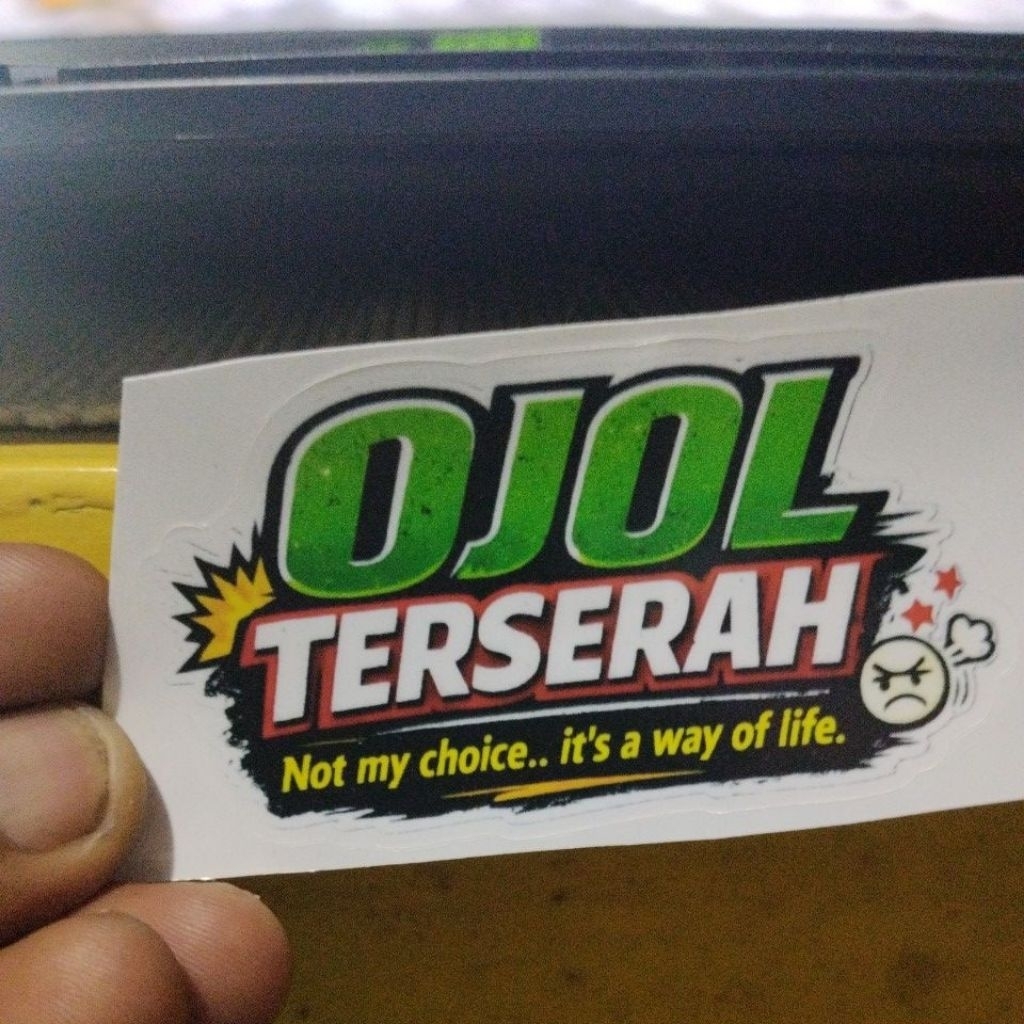 OJOL
TERSERAH
Not my choice.. it's a way of life.